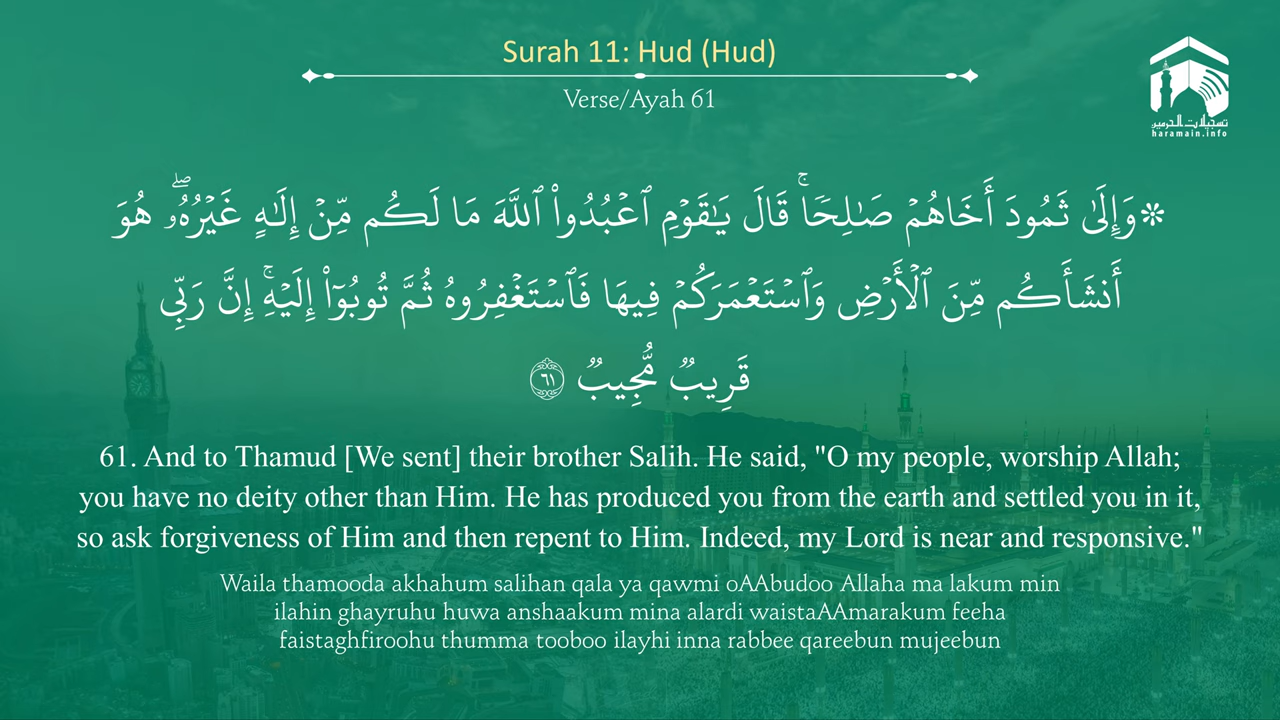 Surah 11: Hud (Hud)
Verse/Ayah 61
تسجيلات الحرمين
haramain.info
۞وَإِلَىٰ ثَمُودَ أَخَاهُمۡ صَٰلِحٗاۚ قَالَ يَٰقَوۡمِ ٱعۡبُدُواْ ٱللَّهَ مَا لَكُم مِّنۡ إِلَٰهٍ غَيۡرُهُۥۖ هُوَ
أَنشَأَكُم مِّنَ ٱلۡأَرۡضِ وَٱسۡتَعۡمَرَكُمۡ فِيهَا فَٱسۡتَغۡفِرُوهُ ثُمَّ تُوبُوٓاْ إِلَيۡهِۚ إِنَّ رَبِّي
قَرِيبٞ مُّجِيبٞ ٦١
61. And to Thamud [We sent] their brother Salih. He said, "O my people, worship Allah;
you have no deity other than Him. He has produced you from the earth and settled you in it,
so ask forgiveness of Him and then repent to Him. Indeed, my Lord is near and responsive."
Waila thamooda akhahum salihan qala ya qawmi oAAbudoo Allaha ma lakum min
ilahin ghayruhu huwa anshaakum mina alardi waistaAAmarakum feeha
faistaghfiroohu thumma tooboo ilayhi inna rabbee qareebun mujeebun